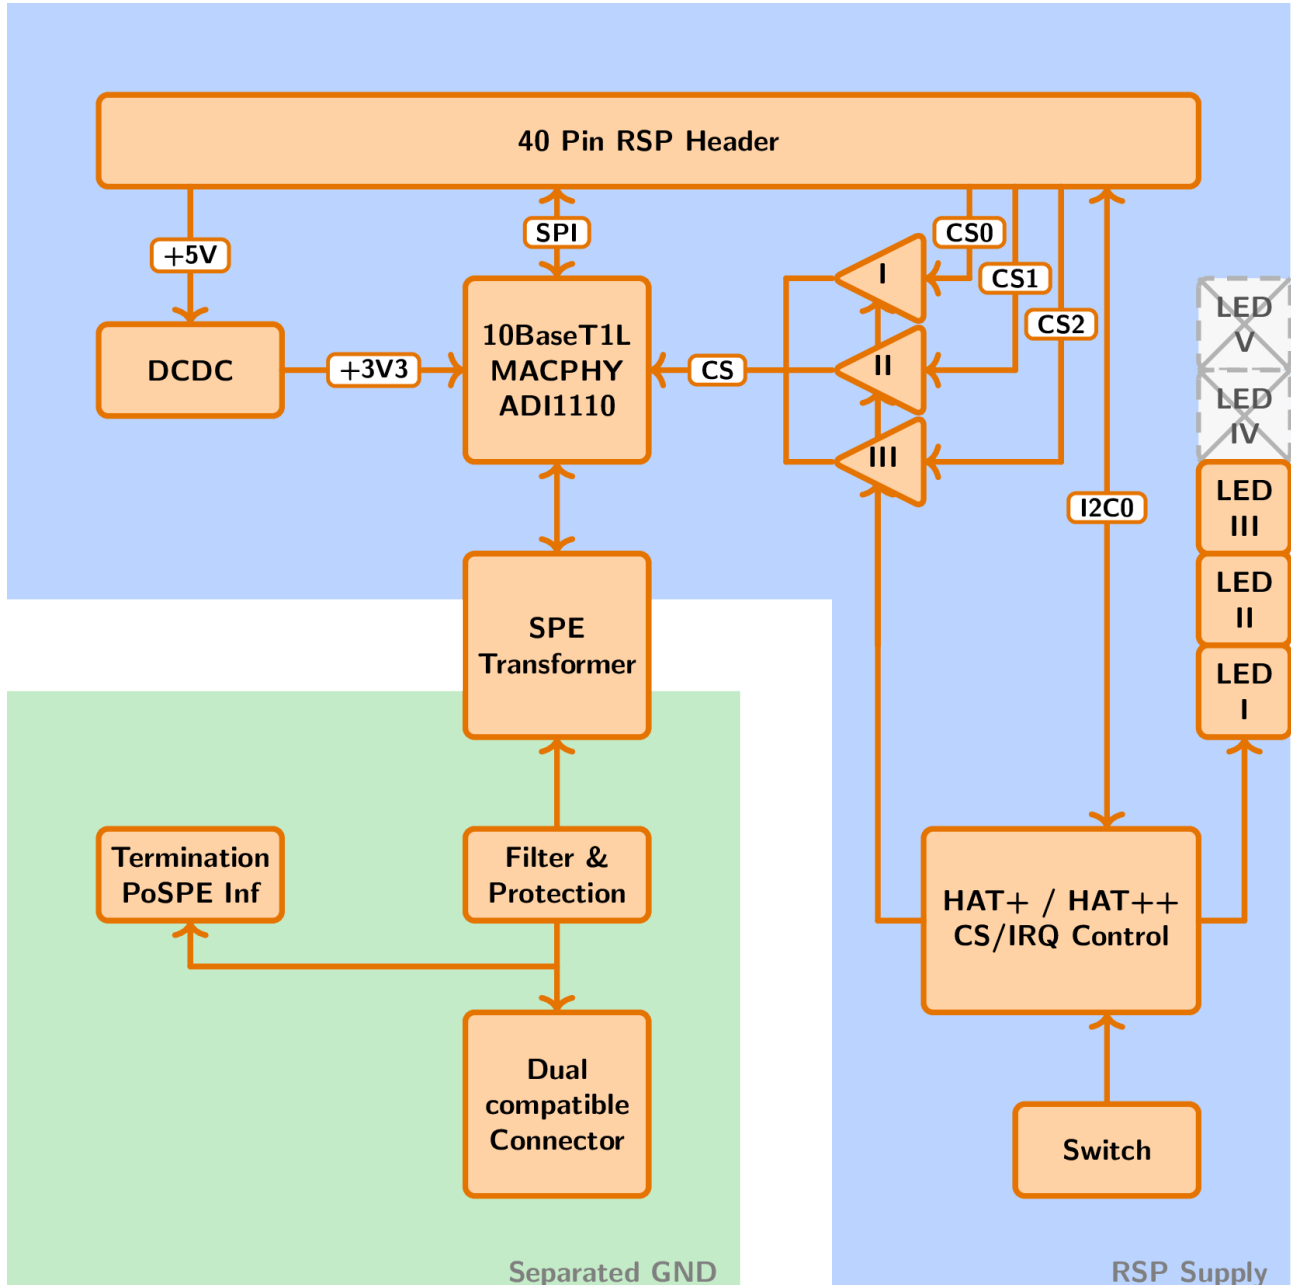 40 Pin RSP Header
+5V
SPI
CS0
CS1
CS2
I
II
III
DCDC
+3V3
10BaseT1L
MACPHY
ADI1110
CS
I2C0
LED
V
LED
IV
LED
III
LED
II
LED
I
SPE
Transformer
Termination
PoSPE Inf
Filter &
Protection
HAT+ / HAT++
CS/IRQ Control
Dual
compatible
Connector
Switch
Separated GND
RSP Supply